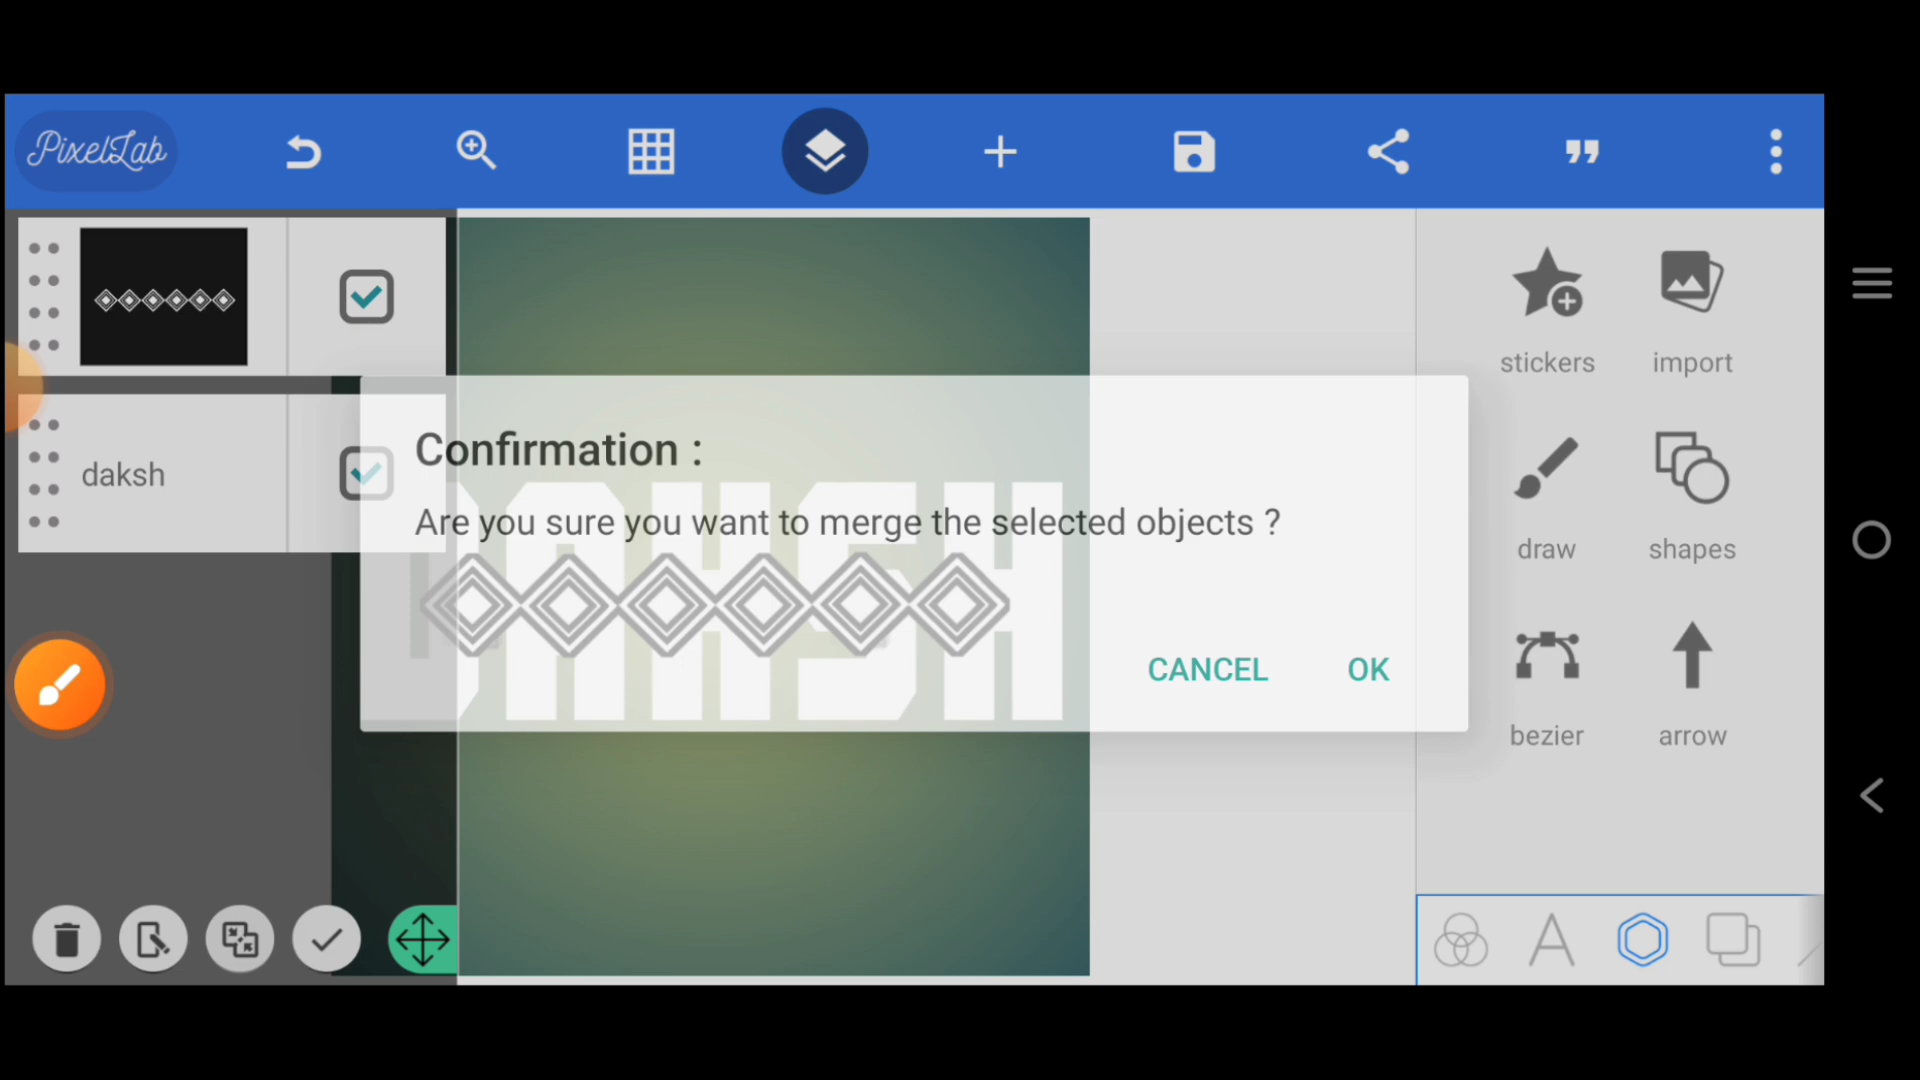 PixelLab
stickers
import
daksh
Confirmation :
Are you sure you want to merge the selected objects ?
DAKSH
draw
shapes
CANCEL
OK
bezier
arrow